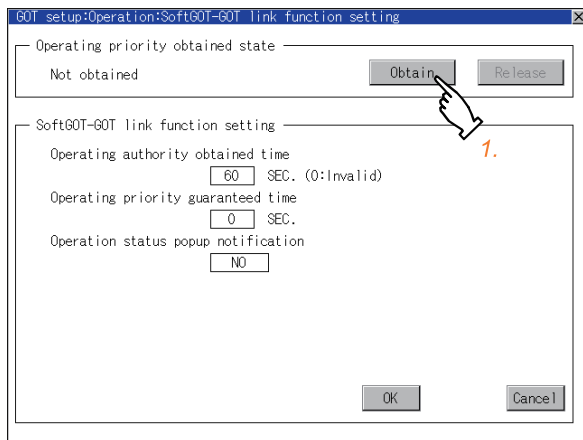 GOT setup:Operation:SoftGOT-GOT link function setting
Operating priority obtained state
Not obtained
Obtain
Release
1.
SoftGOT-GOT link function setting
Operating authority obtained time
60 SEC. (0:Invalid)
Operating priority guaranteed time
0 SEC.
Operation status popup notification
NO
OK
Cancel